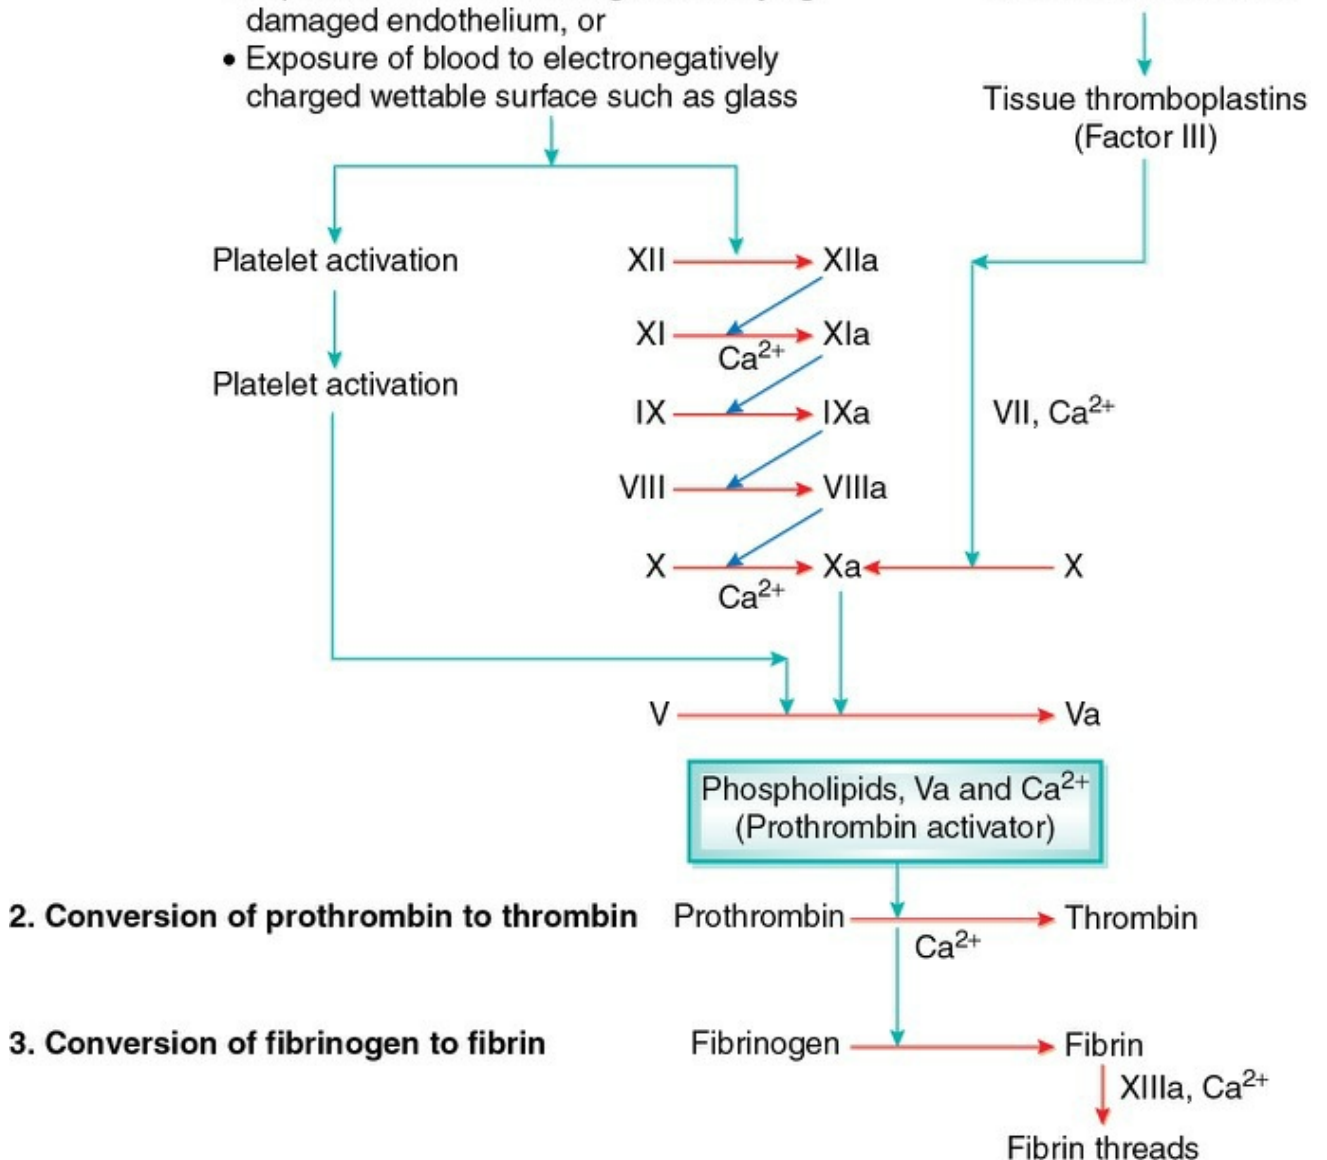 damaged endothelium, or
• Exposure of blood to electronegatively
charged wettable surface such as glass
Tissue thromboplastins
(Factor III)
Platelet activation
XII
XIIa
XI
XIa
Ca²⁺
Platelet activation
IX
IXa
VII, Ca²⁺
VIII
VIIIa
X
Xa
X
Ca²⁺
V
Va
Phospholipids, Va and Ca²⁺
(Prothrombin activator)
2. Conversion of prothrombin to thrombin
Prothrombin
Thrombin
Ca²⁺
3. Conversion of fibrinogen to fibrin
Fibrinogen
Fibrin
XIIIa, Ca²⁺
Fibrin threads